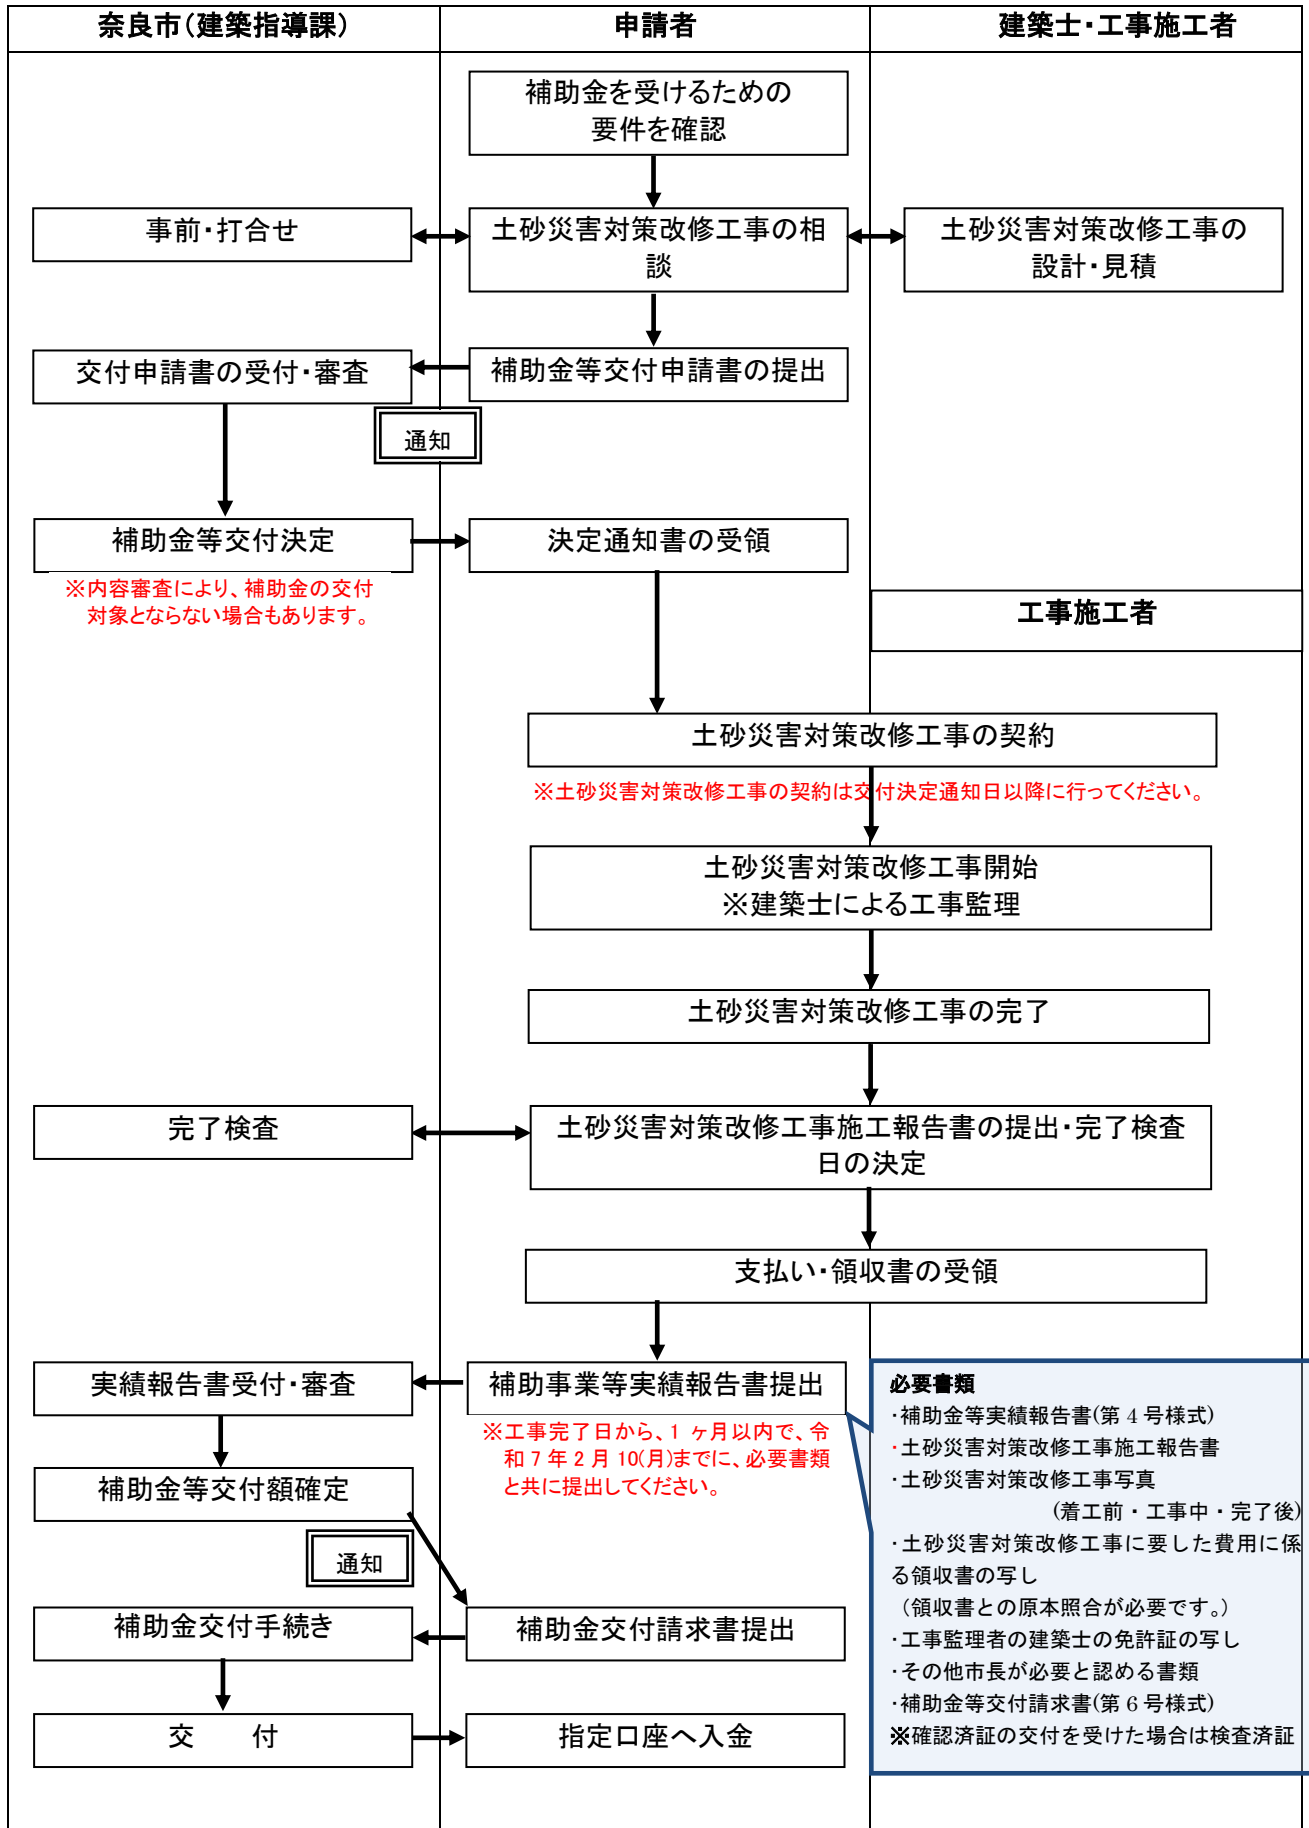 奈良市(建築指導課)
申請者
建築士・工事施工者
補助金を受けるための
要件を確認
事前・打合せ
土砂災害対策改修工事の相
談
土砂災害対策改修工事の
設計・見積
交付申請書の受付・審査
補助金等交付申請書の提出
通知
補助金等交付決定
決定通知書の受領
※内容審査により、補助金の交付
対象とならない場合もあります。
工事施工者
土砂災害対策改修工事の契約
※土砂災害対策改修工事の契約は交付決定通知日以降に行ってください。
土砂災害対策改修工事開始
※建築士による工事監理
土砂災害対策改修工事の完了
完了検査
土砂災害対策改修工事施工報告書の提出・完了検査
日の決定
支払い・領収書の受領
実績報告書受付・審査
補助事業等実績報告書提出
※工事完了日から、1 ヶ月以内で、令
和 7 年 2 月 10(月)までに、必要書類
と共に提出してください。
補助金等交付額確定
通知
補助金交付手続き
補助金交付請求書提出
交　付
指定口座へ入金
必要書類
・補助金等実績報告書(第 4 号様式)
・土砂災害対策改修工事施工報告書
・土砂災害対策改修工事写真
(着工前・工事中・完了後)
・土砂災害対策改修工事に要した費用に係
る領収書の写し
(領収書との原本照合が必要です。)
・工事監理者の建築士の免許証の写し
・その他市長が必要と認める書類
・補助金等交付請求書(第 6 号様式)
※確認済証の交付を受けた場合は検査済証